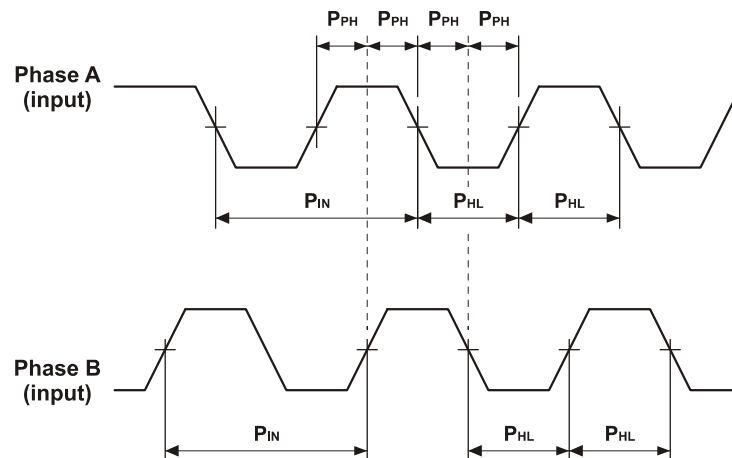 PPH PPH PPH PPH
Phase A
(input)
PIN PHL PHL
Phase B
(input)
PIN PHL PHL